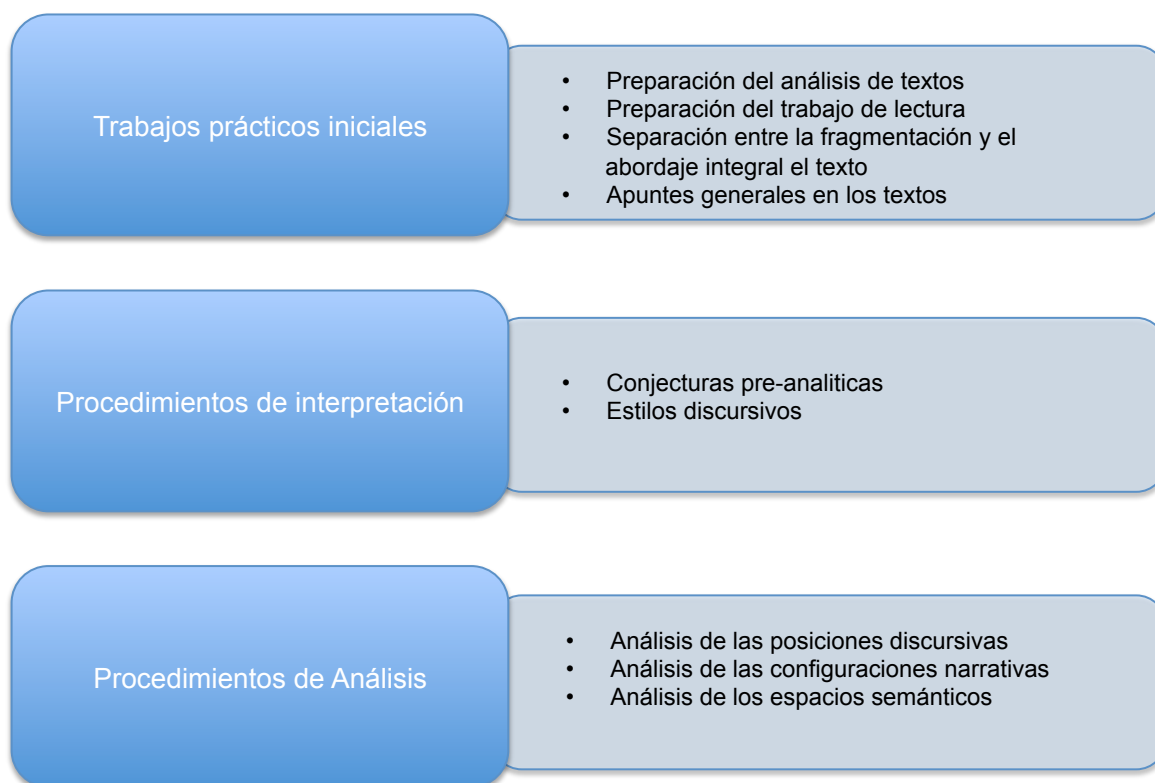 Trabajos prácticos iniciales
• Preparación del análisis de textos
• Preparación del trabajo de lectura
• Separación entre la fragmentación y el
abordaje integral el texto
• Apuntes generales en los textos
Procedimientos de interpretación
• Conjecturas pre-analiticas
• Estilos discursivos
Procedimientos de Análisis
• Análisis de las posiciones discursivas
• Análisis de las configuraciones narrativas
• Análisis de los espacios semánticos